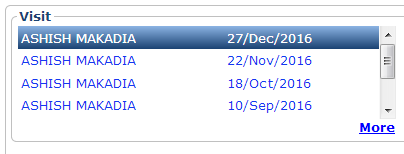 Visit
ASHISH MAKADIA 27/Dec/2016
ASHISH MAKADIA 22/Nov/2016
ASHISH MAKADIA 18/Oct/2016
ASHISH MAKADIA 10/Sep/2016
More